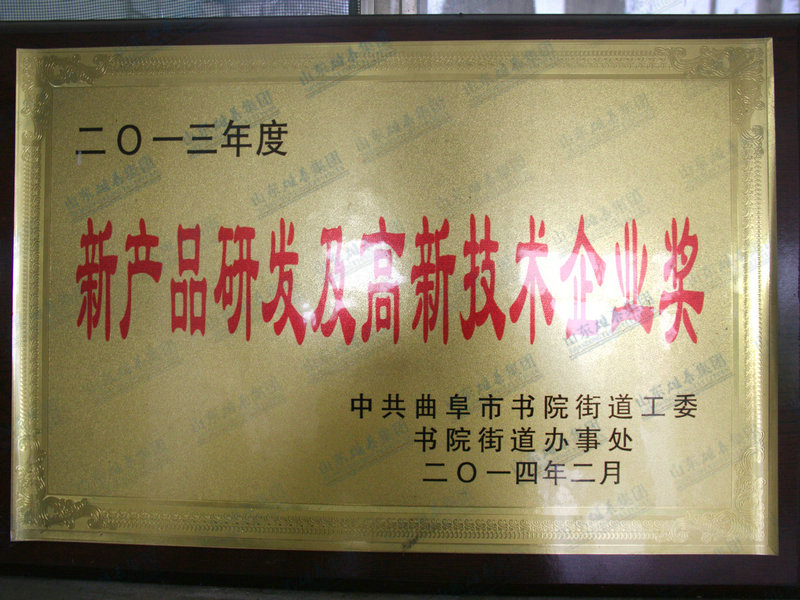 二〇一三年度
新产品研发及高新技术企业奖
中共曲阜市书院街道工委
书院街道办事处
二〇一四年二月